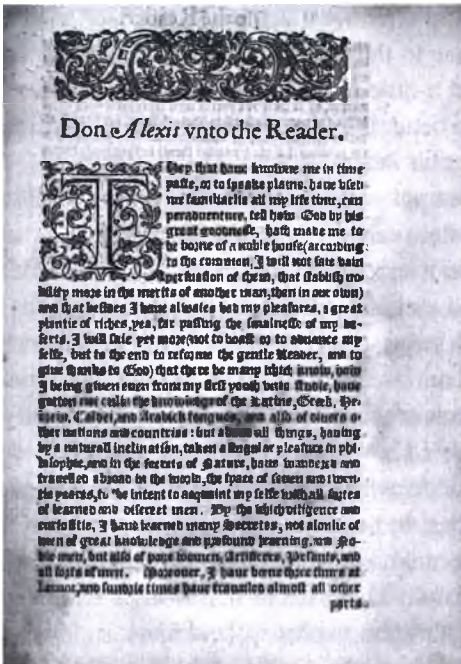 Don Alexis vnto the Reader.
They that haue knowne me in time
paste, or to speake plaine, haue vsed
me familiarlie all my life time, can
peraduenture, tell how God by his
great goodnesse, hath made me to
be borne of a noble house (according
to the common, I will not saie vain
perswasion of them, that stablish no-
bility more in the merits of another man, then in our own)
and that besides I haue alwaies had my pleasures, a great
plentie of riches, yea, far passing the smalnesse of my de-
serts. I will saie yet more (not to boast or to aduance my
selfe, but to the end to reforme the gentle Reader, and to
giue thanks to God) that there be many which know, how
I being giuen euen from my first youth vnto studie, haue
gotten not onlie the knowledge of the Latine, Greek, He-
brew, Caldei, and Arabick tongues, and also of diuers o-
ther nations and countries: but aboue all things, hauing
by a naturall inclination, taken a singular pleasure in phi-
losophie, and in the secrets of Nature, haue wandered and
trauelled abroad in the world, the space of seuen and twen-
tie yeares, to the intent to acquaint my selfe with all sortes
of learned and discreet men. By the which diligence and
curiositie, I haue learned many Secretes, not alonlie of
men of great knowledge and profound learning, and No-
ble men, but also of pore women, Artificers, Pesants, and
all sorts of men. Moreouer, I haue beene three times at
and sundrie times haue trauelled almost all other
parts